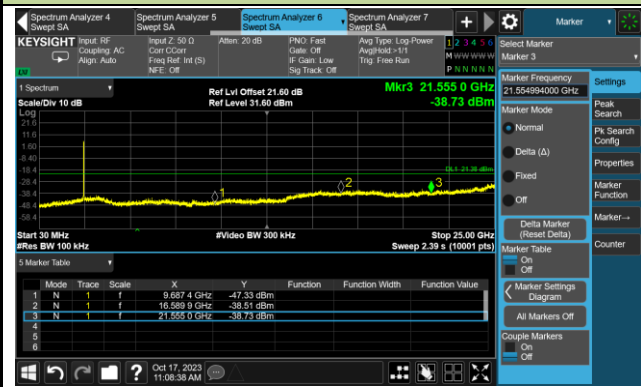 Spectrum Analyzer 4
Swept SA
Spectrum Analyzer 5
Swept SA
Spectrum Analyzer 6
Swept SA
Spectrum Analyzer 7
Swept SA
+
Marker
KEYSIGHT
Input: RF
Coupling: AC
Align: Auto
Input Z: 50 Ω
Corr CCorr
Freq Ref: Int (S)
NFE: Off
Atten: 20 dB
PNO: Fast
Gate: Off
IF Gain: Low
Sig Track: Off
Avg Type: Log-Power
Avg|Hold:>1/1
Trig: Free Run
1 2 3 4 5 6
M W W W W W
P N N N N N
LXI
Select Marker
Marker 3
1 Spectrum
Scale/Div 10 dB
Log
Ref Lvl Offset 21.60 dB
Ref Level 31.60 dBm
Mkr3 21.555 0 GHz
-38.73 dBm
21.6
11.6
1.60
-8.40
-18.4
-28.4
-38.4
-48.4
-58.4
DL1 -21.38 dBm
1
2
3
Start 30 MHz
#Res BW 100 kHz
#Video BW 300 kHz
Stop 25.00 GHz
Sweep 2.39 s (10001 pts)
5 Marker Table
Mode Trace Scale X Y Function Function Width Function Value
1 N 1 f 9.687 4 GHz -47.33 dBm
2 N 1 f 16.589 9 GHz -38.51 dBm
3 N 1 f 21.555 0 GHz -38.73 dBm
4
5
6
Marker Frequency
21.554994000 GHz
Marker Mode
Normal
Delta (Δ)
Fixed
Off
Delta Marker
(Reset Delta)
Marker Table
On
Off
Marker Settings
Diagram
All Markers Off
Couple Markers
On
Off
Settings
Peak
Search
Pk Search
Config
Properties
Marker
Function
Marker→
Counter
?
Oct 17, 2023
11:08:38 AM